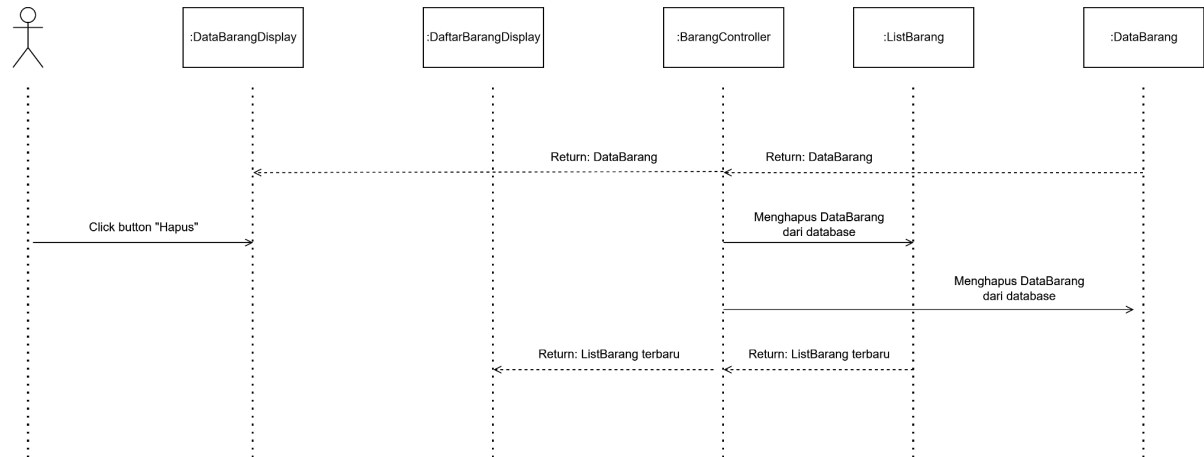 :DataBarangDisplay
:DaftarBarangDisplay
:BarangController
:ListBarang
:DataBarang
Return: DataBarang
Return: DataBarang
Click button "Hapus"
Menghapus DataBarang
dari database
Menghapus DataBarang
dari database
Return: ListBarang terbaru
Return: ListBarang terbaru